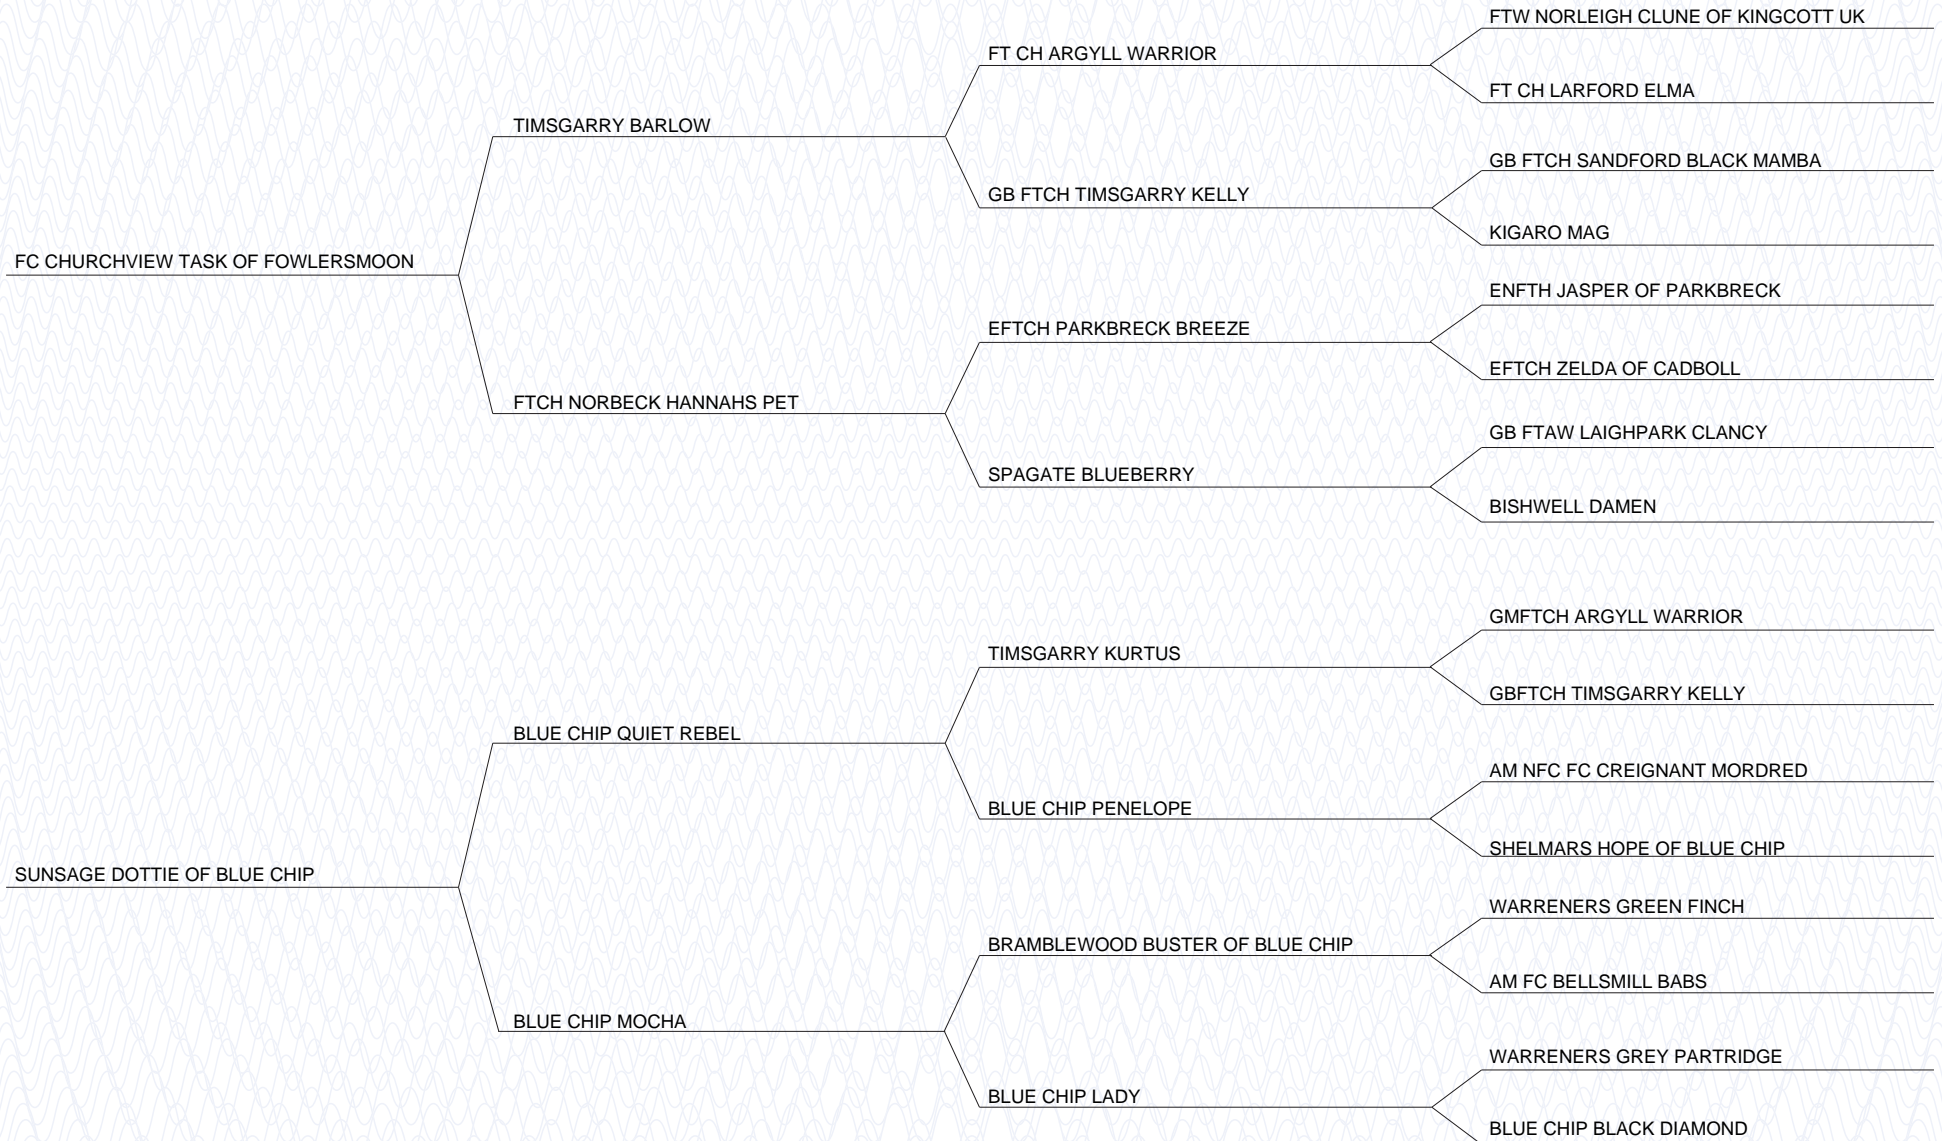 FTW NORLEIGH CLUNE OF KINGCOTT UK
FT CH ARGYLL WARRIOR
FT CH LARFORD ELMA
TIMSGARRY BARLOW
GB FTCH SANDFORD BLACK MAMBA
GB FTCH TIMSGARRY KELLY
KIGARO MAG
FC CHURCHVIEW TASK OF FOWLERSMOON
ENFTH JASPER OF PARKBRECK
EFTCH PARKBRECK BREEZE
EFTCH ZELDA OF CADBOLL
FTCH NORBECK HANNAHS PET
GB FTAW LAIGHPARK CLANCY
SPAGATE BLUEBERRY
BISHWELL DAMEN
GMFTCH ARGYLL WARRIOR
TIMSGARRY KURTUS
GBFTCH TIMSGARRY KELLY
BLUE CHIP QUIET REBEL
AM NFC FC CREIGNANT MORDRED
BLUE CHIP PENELOPE
SHELMARS HOPE OF BLUE CHIP
SUNSAGE DOTTIE OF BLUE CHIP
WARRENERS GREEN FINCH
BRAMBLEWOOD BUSTER OF BLUE CHIP
AM FC BELLSMILL BABS
BLUE CHIP MOCHA
WARRENERS GREY PARTRIDGE
BLUE CHIP LADY
BLUE CHIP BLACK DIAMOND